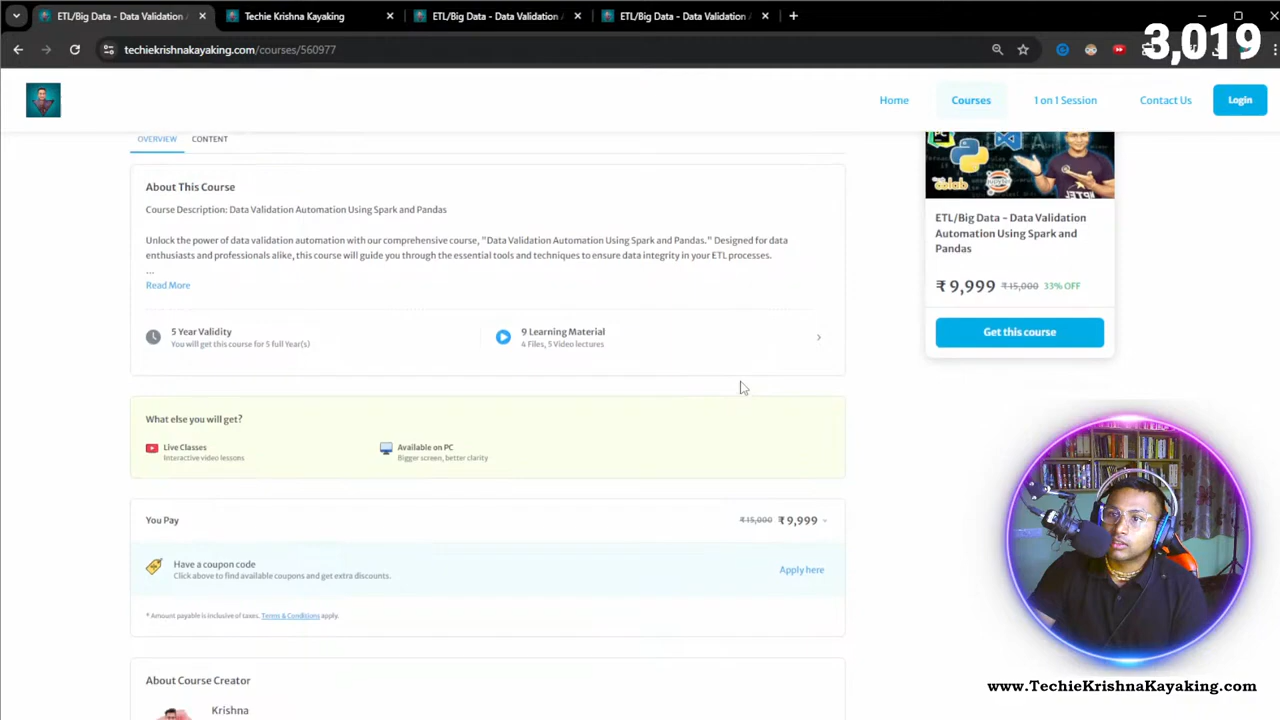 ETL/Big Data - Data Validation
Techie Krishna Kayaking
ETL/Big Data - Data Validation
ETL/Big Data - Data Validation
techiekrishnakayaking.com/courses/560977
3,019
Home
Courses
1 on 1 Session
Contact Us
Login
OVERVIEW
CONTENT
About This Course
Course Description: Data Validation Automation Using Spark and Pandas
Unlock the power of data validation automation with our comprehensive course, "Data Validation Automation Using Spark and Pandas." Designed for data
enthusiasts and professionals alike, this course will guide you through the essential tools and techniques to ensure data integrity in your ETL processes.
...
Read More
5 Year Validity
You will get this course for 5 full Year(s)
9 Learning Material
4 Files, 5 Video lectures
What else you will get?
Live Classes
Interactive video lessons
Available on PC
Bigger screen, better clarity
You Pay
₹15,000 ₹ 9,999
Have a coupon code
Click above to find available coupons and get extra discounts.
Apply here
* Amount payable is inclusive of taxes. Terms & Conditions apply.
About Course Creator
Krishna
PC
colab
NPTEL
ETL/Big Data - Data Validation
Automation Using Spark and
Pandas
₹ 9,999 ₹ 15,000 33% OFF
Get this course
www.TechieKrishnaKayaking.com